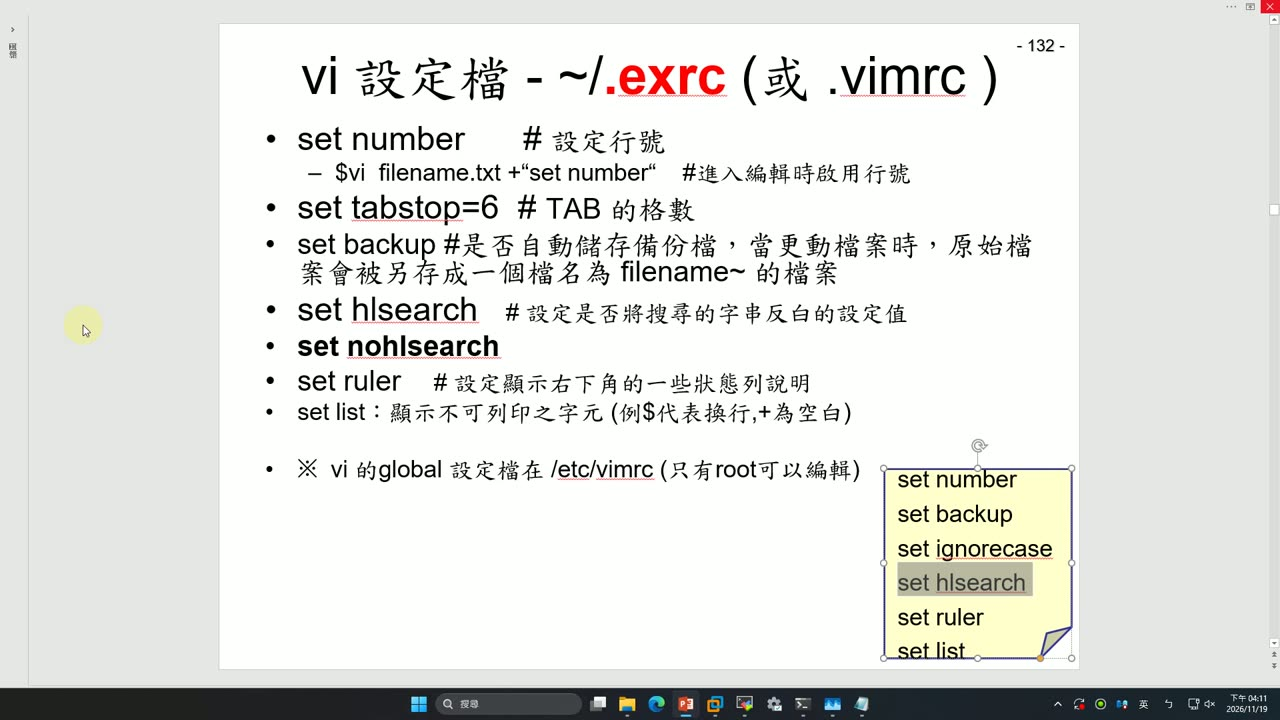 - 132 -
vi 設定檔 - ~/.exrc (或 .vimrc )
• set number # 設定行號
– $vi filename.txt +“set number“ #進入編輯時啟用行號
• set tabstop=6 # TAB 的格數
• set backup #是否自動儲存備份檔，當更動檔案時，原始檔
案會被另存成一個檔名為 filename~ 的檔案
• set hlsearch # 設定是否將搜尋的字串反白的設定值
• set nohlsearch
• set ruler # 設定顯示右下角的一些狀態列說明
• set list：顯示不可列印之字元 (例$代表換行,+為空白)
• ※ vi 的global 設定檔在 /etc/vimrc (只有root可以編輯)
set number
set backup
set ignorecase
set hlsearch
set ruler
set list
搜尋
英
ㄅ
下午 04:11
2026/11/19